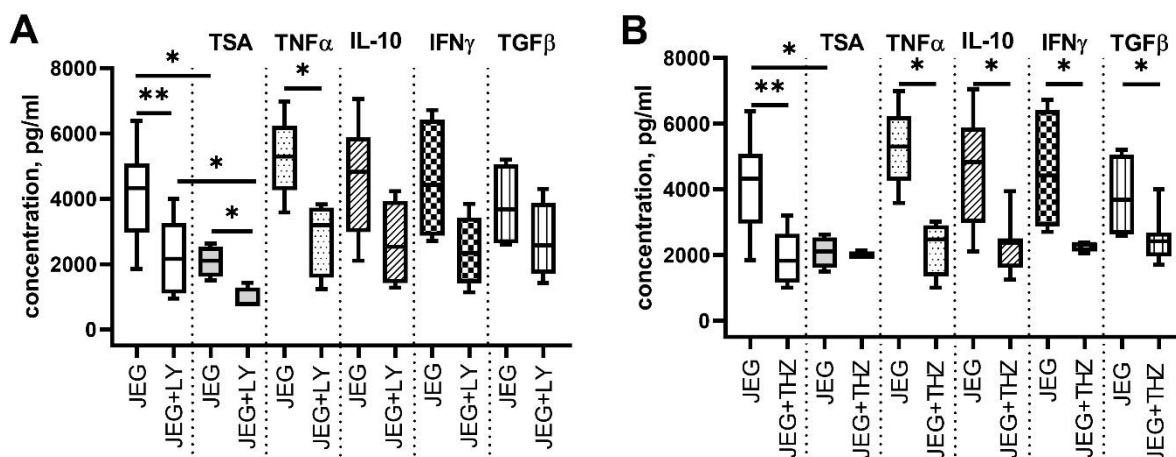 A
TSA TNFα IL-10 IFNγ TGFβ
concentration, pg/ml
8000
6000
4000
2000
0
* ** * * *
JEG JEG+LY JEG JEG+LY JEG JEG+LY JEG JEG+LY JEG JEG+LY JEG JEG+LY
B
TSA TNFα IL-10 IFNγ TGFβ
concentration, pg/ml
8000
6000
4000
2000
0
* ** * * * *
JEG JEG+THZ JEG JEG+THZ JEG JEG+THZ JEG JEG+THZ JEG JEG+THZ JEG JEG+THZ